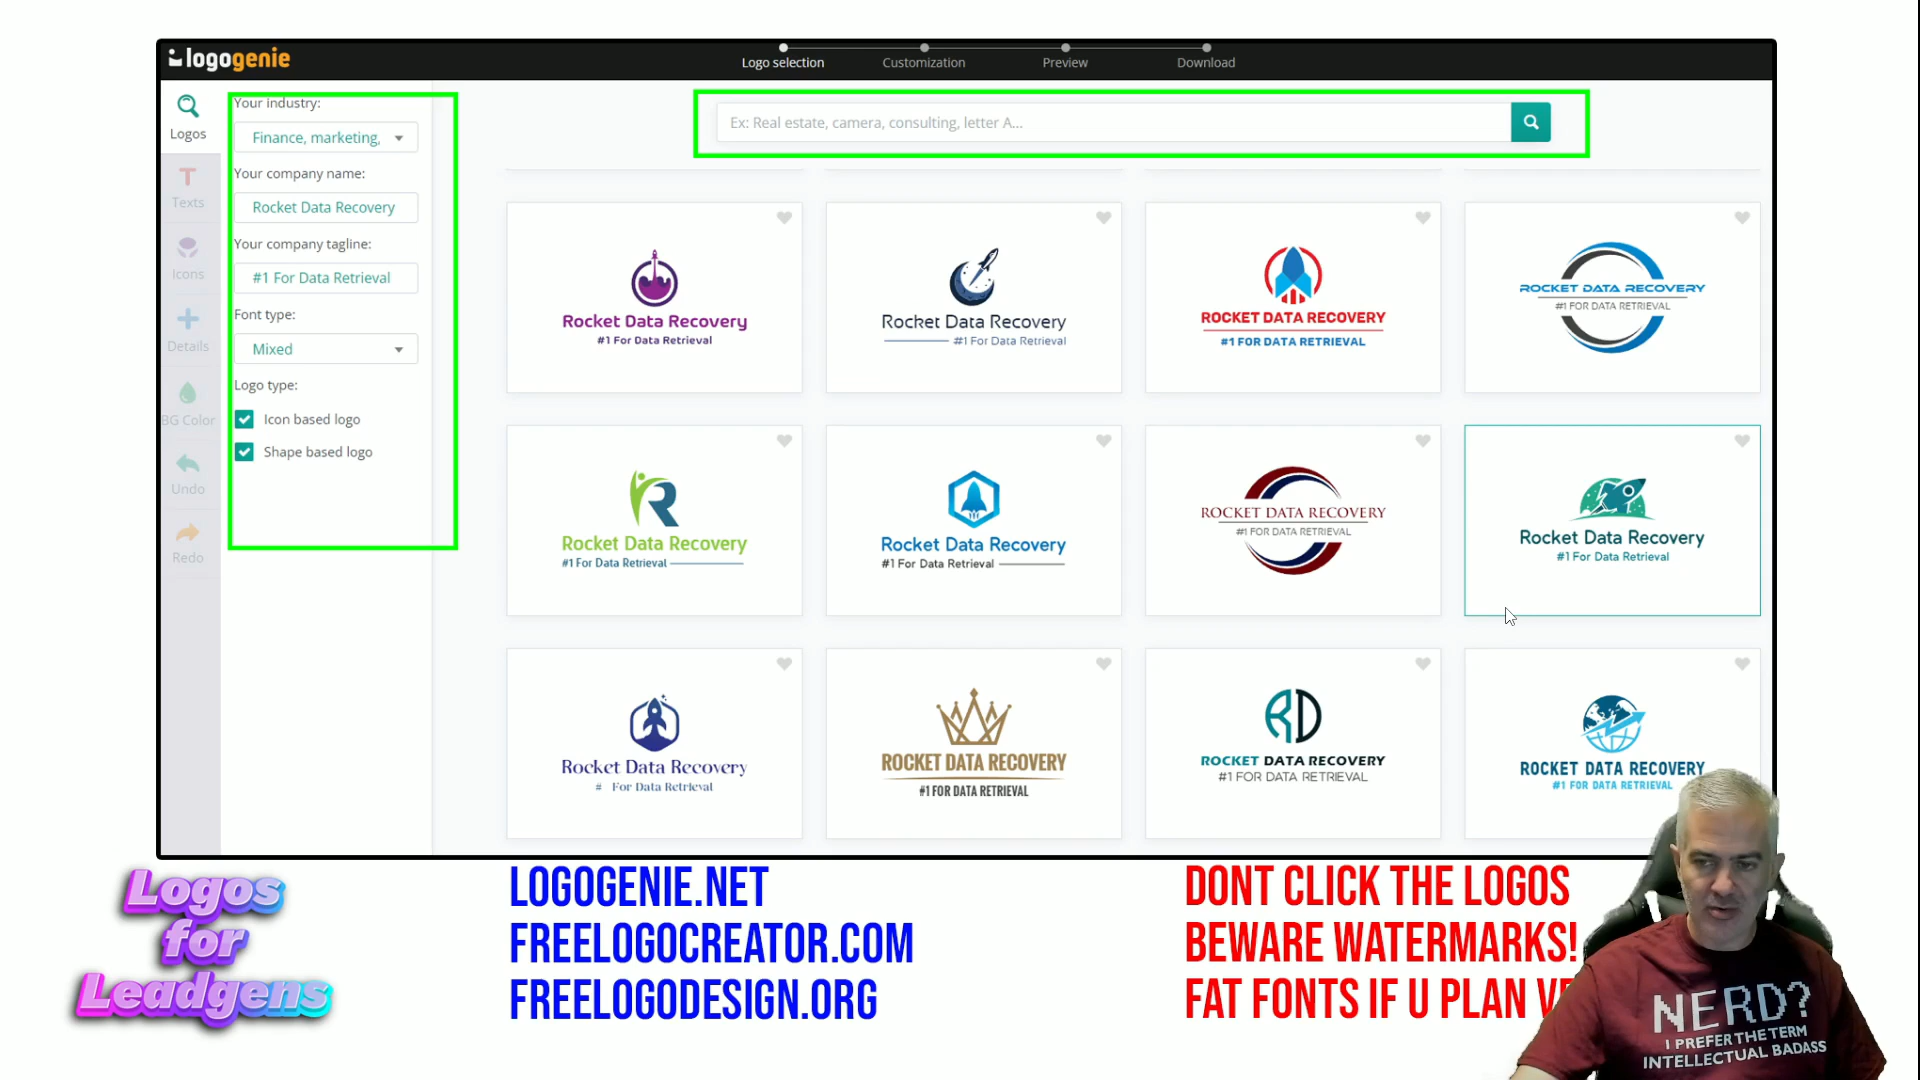 logogenie
Logo selection
Customization
Preview
Download
Logos
Texts
Icons
Details
BG Color
Undo
Redo
Your industry:
Finance, marketing,
Your company name:
Rocket Data Recovery
Your company tagline:
#1 For Data Retrieval
Font type:
Mixed
Logo type:
Icon based logo
Shape based logo
Ex: Real estate, camera, consulting, letter A...
Rocket Data Recovery
#1 For Data Retrieval
Rocket Data Recovery
#1 For Data Retrieval
ROCKET DATA RECOVERY
#1 FOR DATA RETRIEVAL
ROCKET DATA RECOVERY
#1 FOR DATA RETRIEVAL
R
Rocket Data Recovery
#1 For Data Retrieval
Rocket Data Recovery
#1 For Data Retrieval
ROCKET DATA RECOVERY
#1 FOR DATA RETRIEVAL
Rocket Data Recovery
#1 For Data Retrieval
Rocket Data Recovery
# For Data Retrieval
ROCKET DATA RECOVERY
#1 FOR DATA RETRIEVAL
RD
ROCKET DATA RECOVERY
#1 FOR DATA RETRIEVAL
ROCKET DATA RECOVERY
#1 FOR DATA RETRIEVAL
Logos
for
Leadgens
LOGOGENIE.NET
FREELOGOCREATOR.COM
FREELOGODESIGN.ORG
DONT CLICK THE LOGOS
BEWARE WATERMARKS!
FAT FONTS IF U PLAN
NERD?
I PREFER THE TERM
INTELLECTUAL BADASS